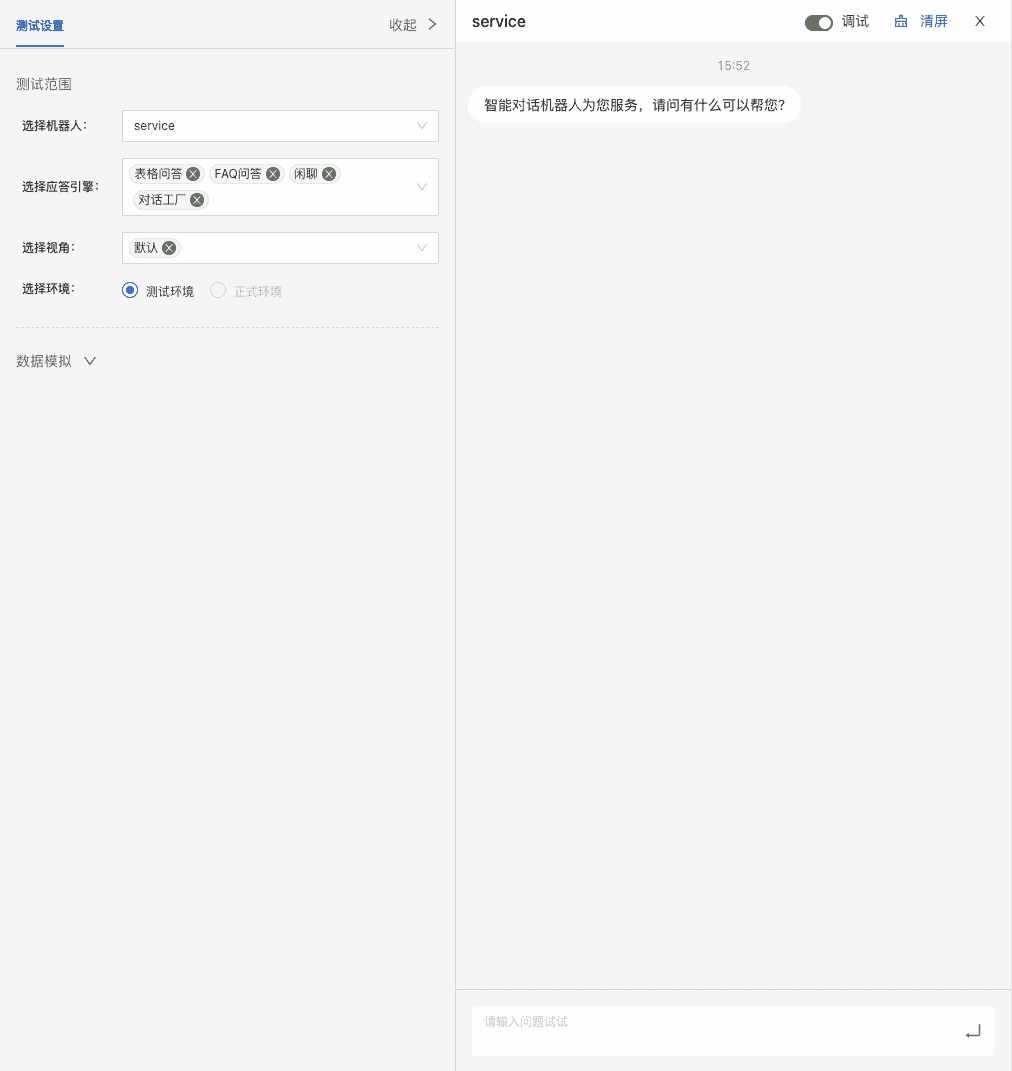 测试设置
收起
测试范围
选择机器人：
service
选择应答引擎：
表格问答 FAQ问答 闲聊
对话工厂
选择视角：
默认
选择环境：
测试环境 正式环境
数据模拟
service
调试
清屏
15:52
智能对话机器人为您服务，请问有什么可以帮您?
请输入问题试试